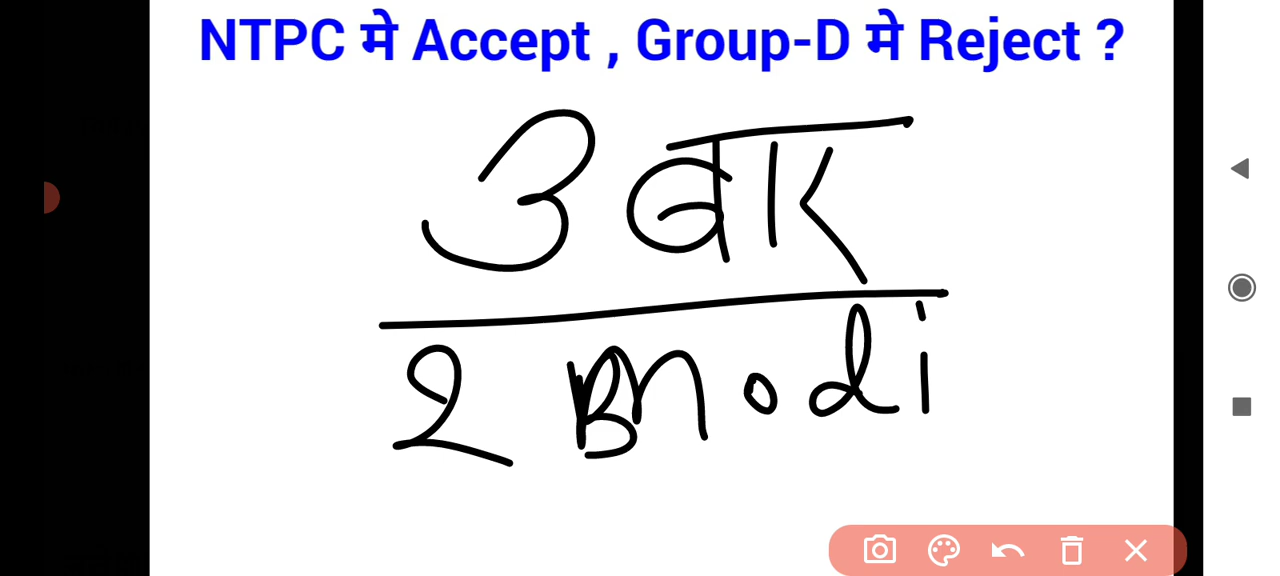 NTPC मे Accept , Group-D मे Reject ?
3 बार
2 Modi